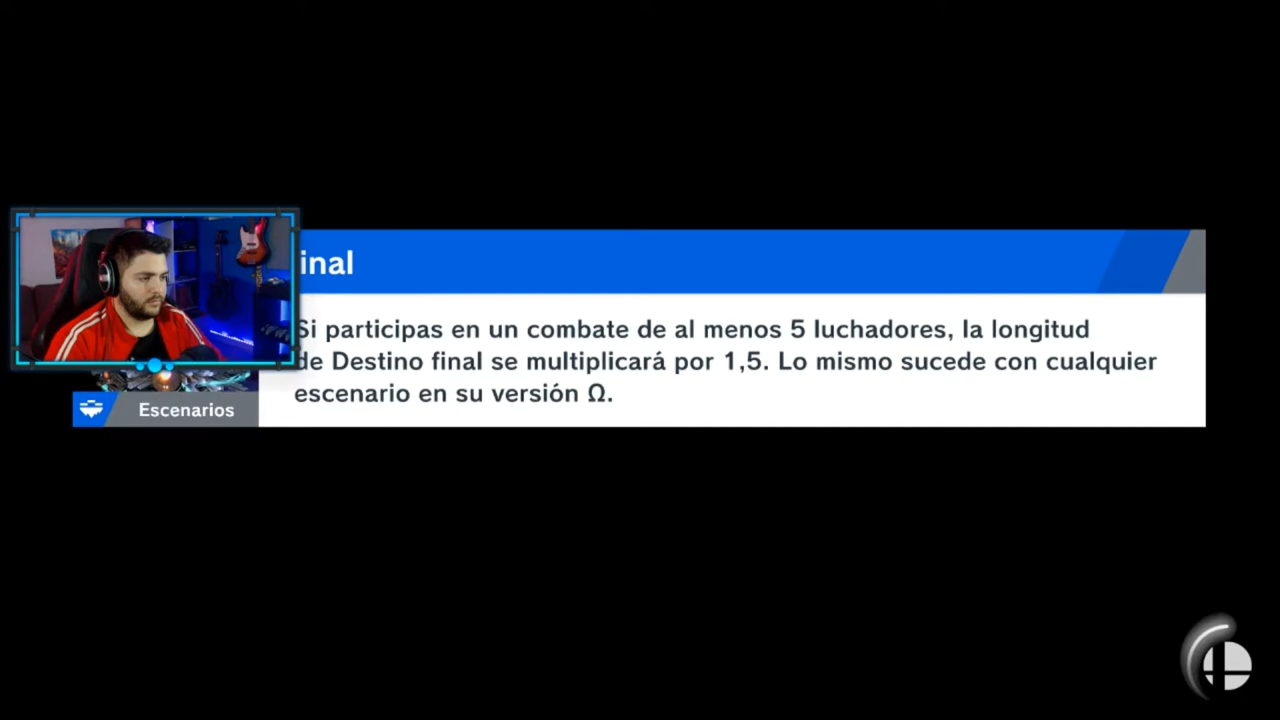 inal
Si participas en un combate de al menos 5 luchadores, la longitud
de Destino final se multiplicará por 1,5. Lo mismo sucede con cualquier
escenario en su versión Ω.
Escenarios